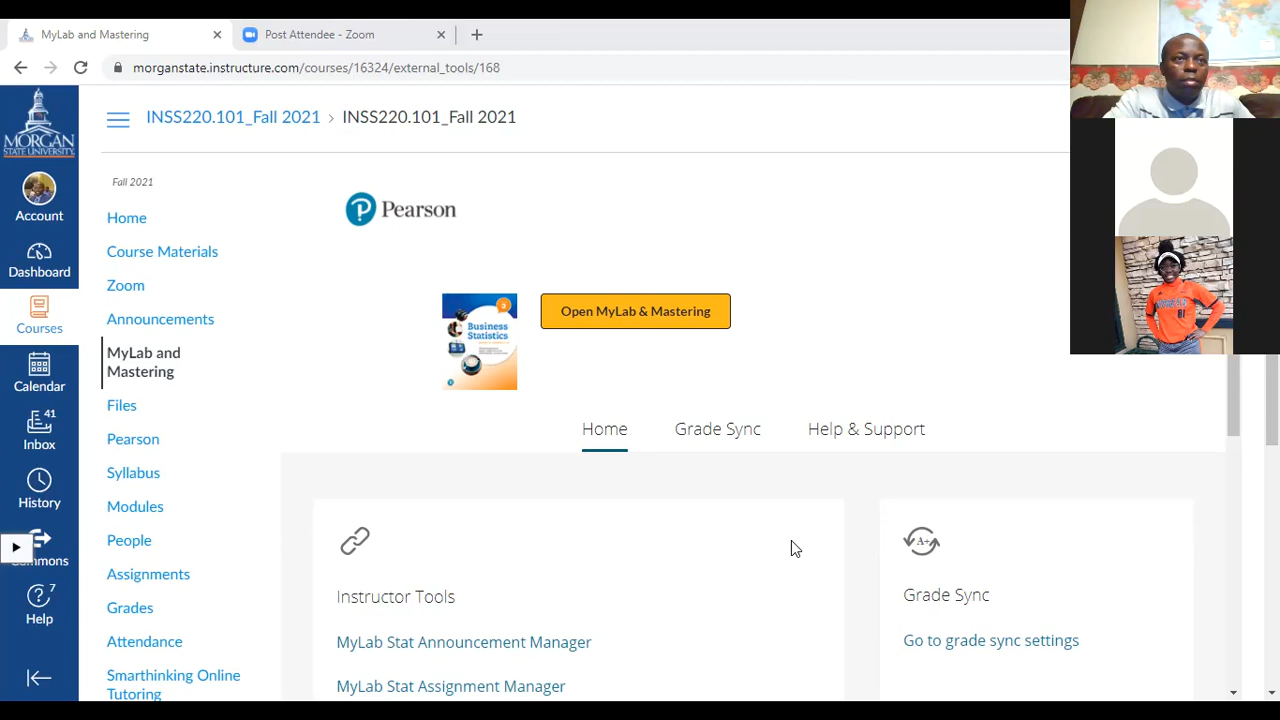 MyLab and Mastering
Post Attendee - Zoom
morganstate.instructure.com/courses/16324/external_tools/168
MORGAN
STATE UNIVERSITY
Account
Dashboard
Courses
Calendar
41
Inbox
History
ommons
7
Help
INSS220.101_Fall 2021 › INSS220.101_Fall 2021
Fall 2021
Home
Course Materials
Zoom
Announcements
MyLab and
Mastering
Files
Pearson
Syllabus
Modules
People
Assignments
Grades
Attendance
Smarthinking Online
Tutoring
Pearson
Business
Statistics
Open MyLab & Mastering
Home
Grade Sync
Help & Support
Instructor Tools
MyLab Stat Announcement Manager
MyLab Stat Assignment Manager
A+
Grade Sync
Go to grade sync settings